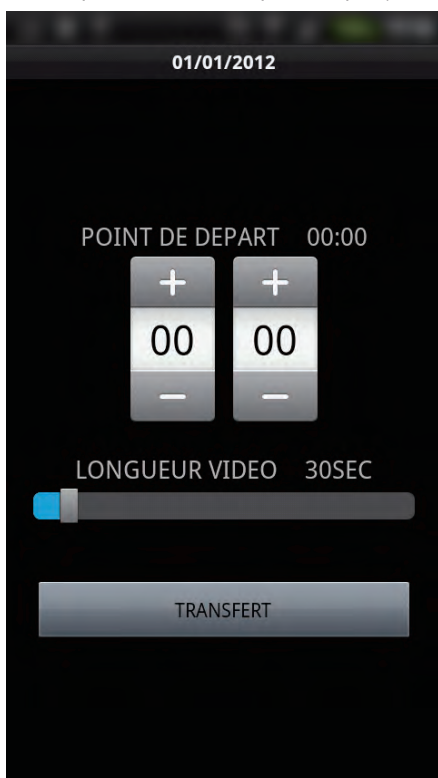 01/01/2012
POINT DE DEPART 00:00
+ +
00 00
- -
LONGUEUR VIDEO 30SEC
TRANSFERT